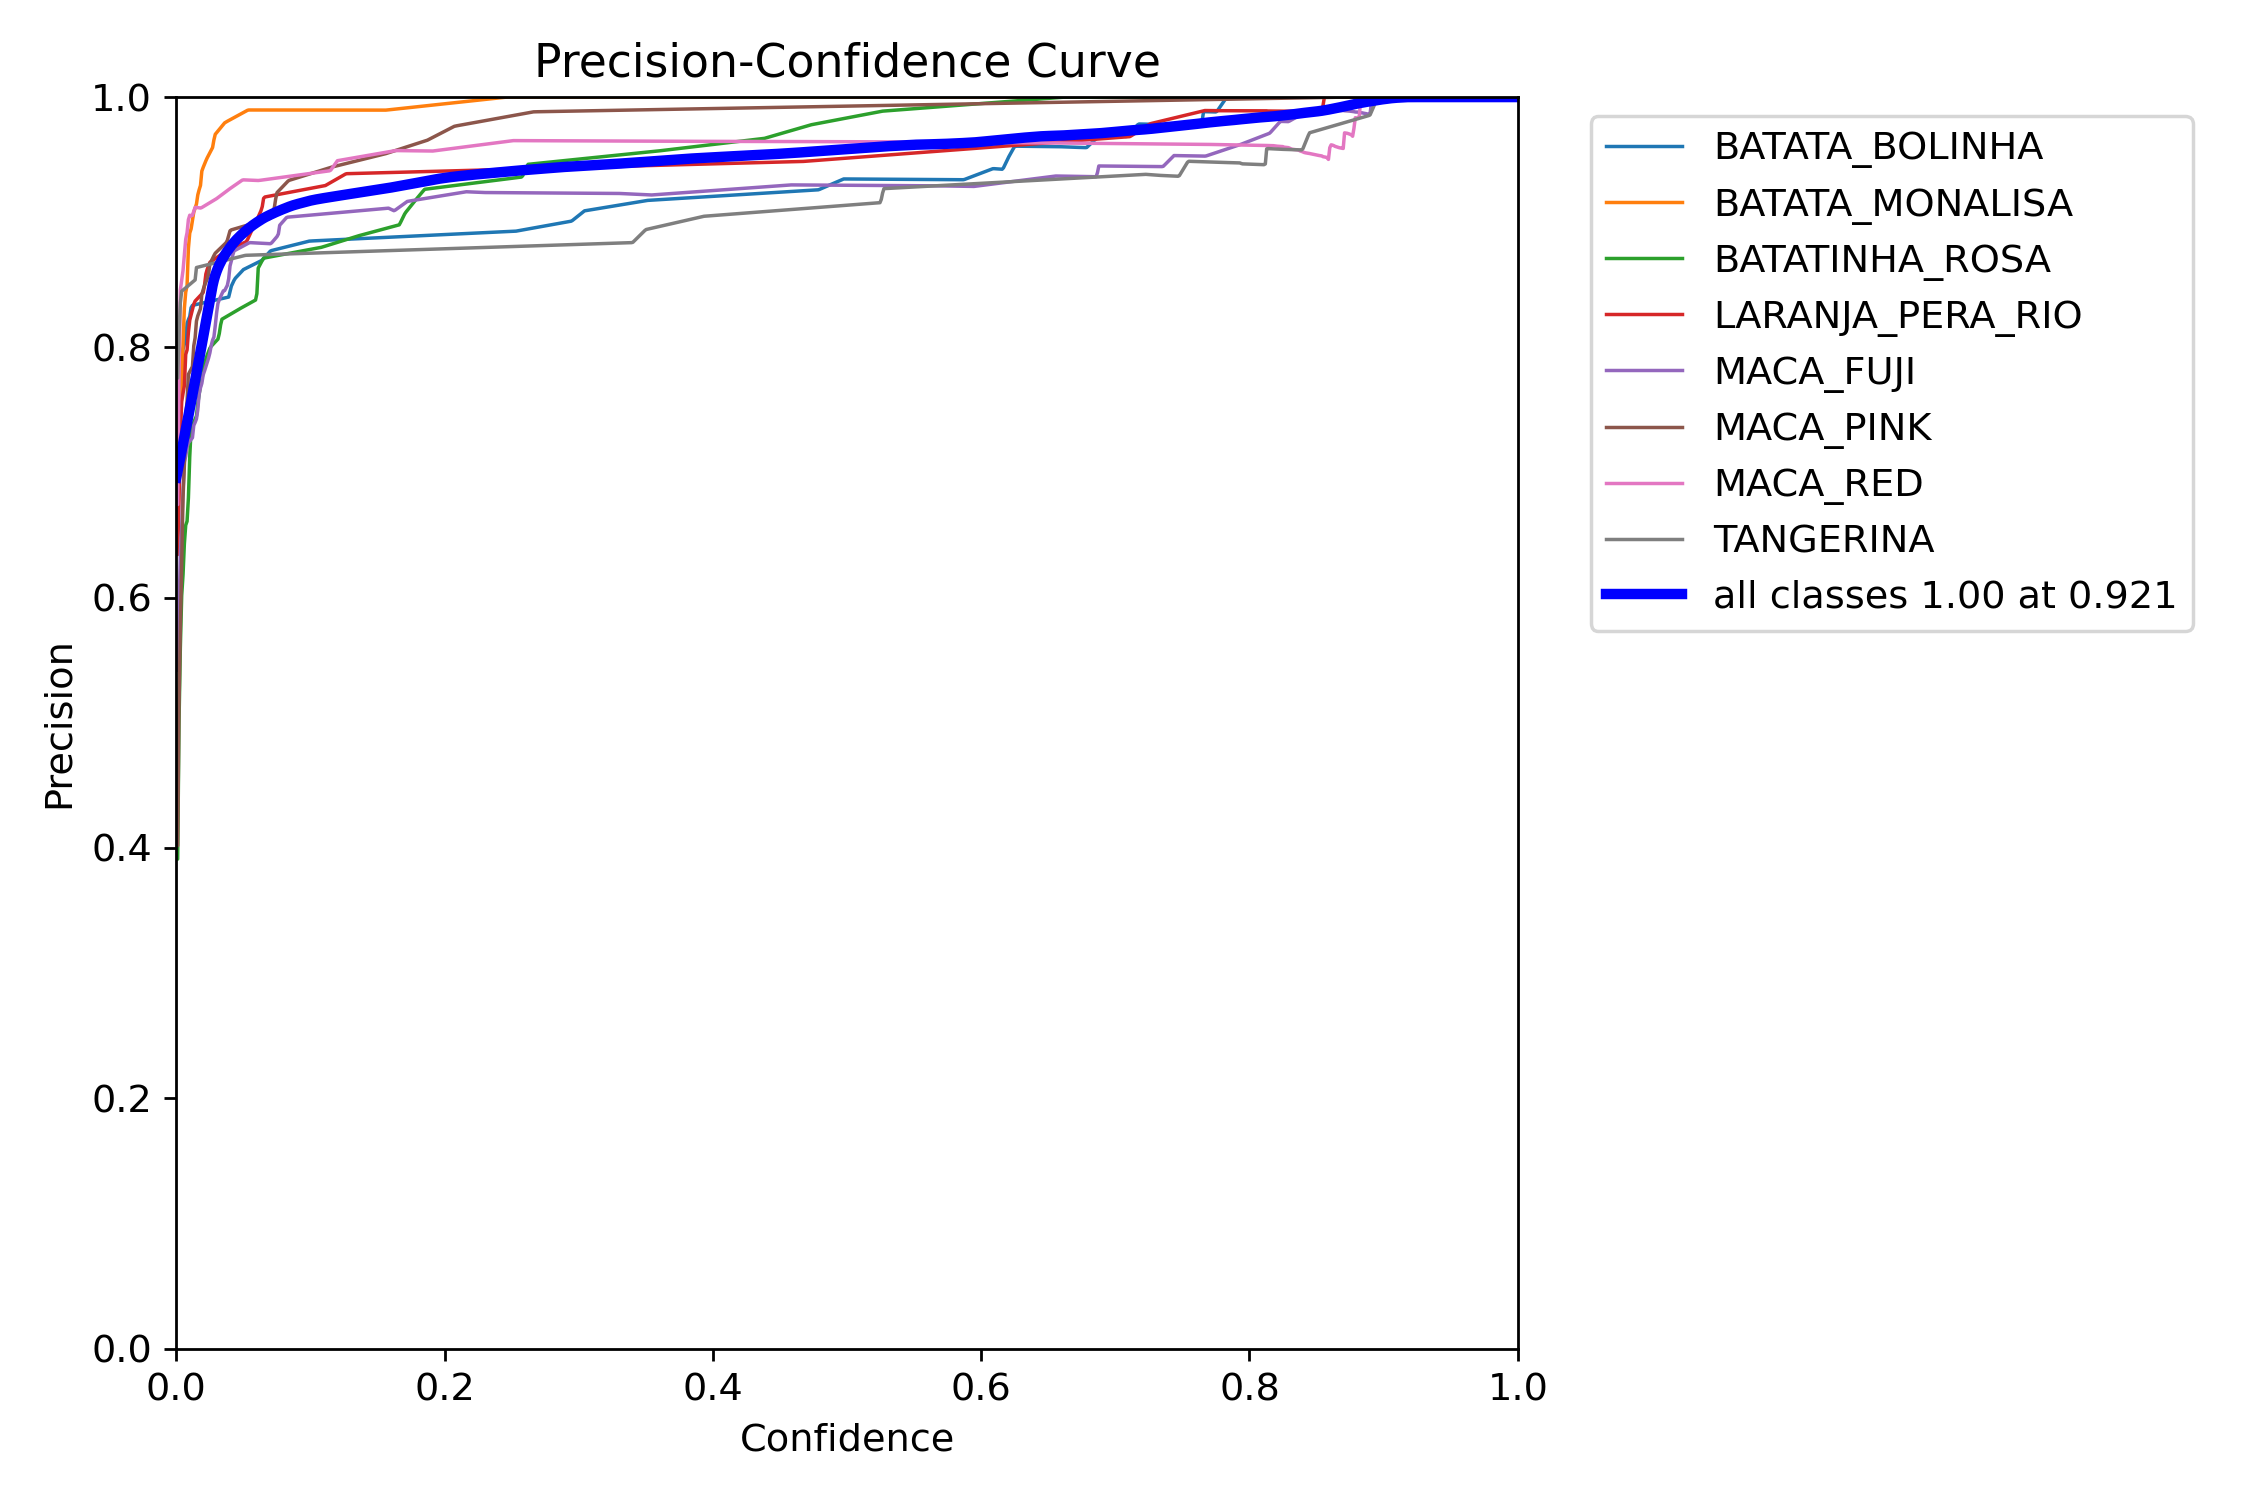 Precision-Confidence Curve
1.0
0.8
0.6
0.4
0.2
0.0
Precision
0.0 0.2 0.4 0.6 0.8 1.0
Confidence
BATATA_BOLINHA
BATATA_MONALISA
BATATINHA_ROSA
LARANJA_PERA_RIO
MACA_FUJI
MACA_PINK
MACA_RED
TANGERINA
all classes 1.00 at 0.921